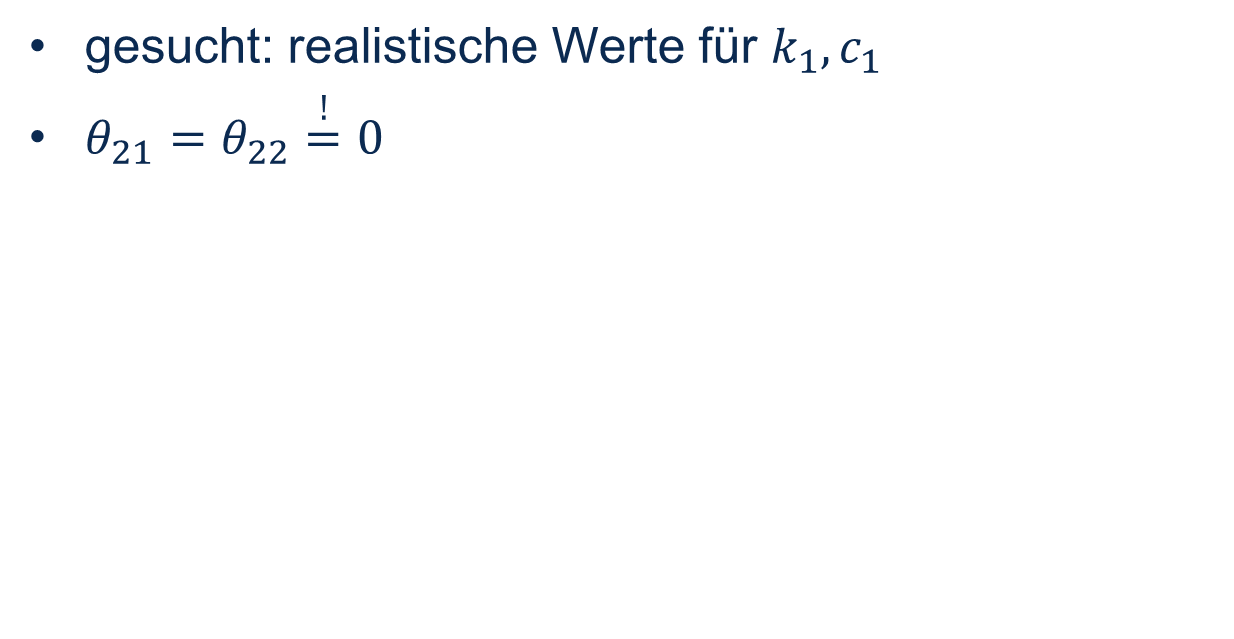 • gesucht: realistische Werte für k₁, c₁
• θ₂₁ = θ₂₂ =! 0